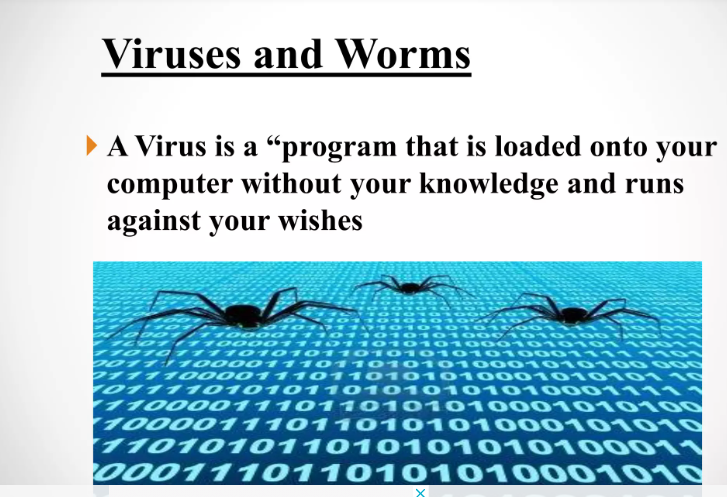 Viruses and Worms
A Virus is a “program that is loaded onto your
computer without your knowledge and runs
against your wishes